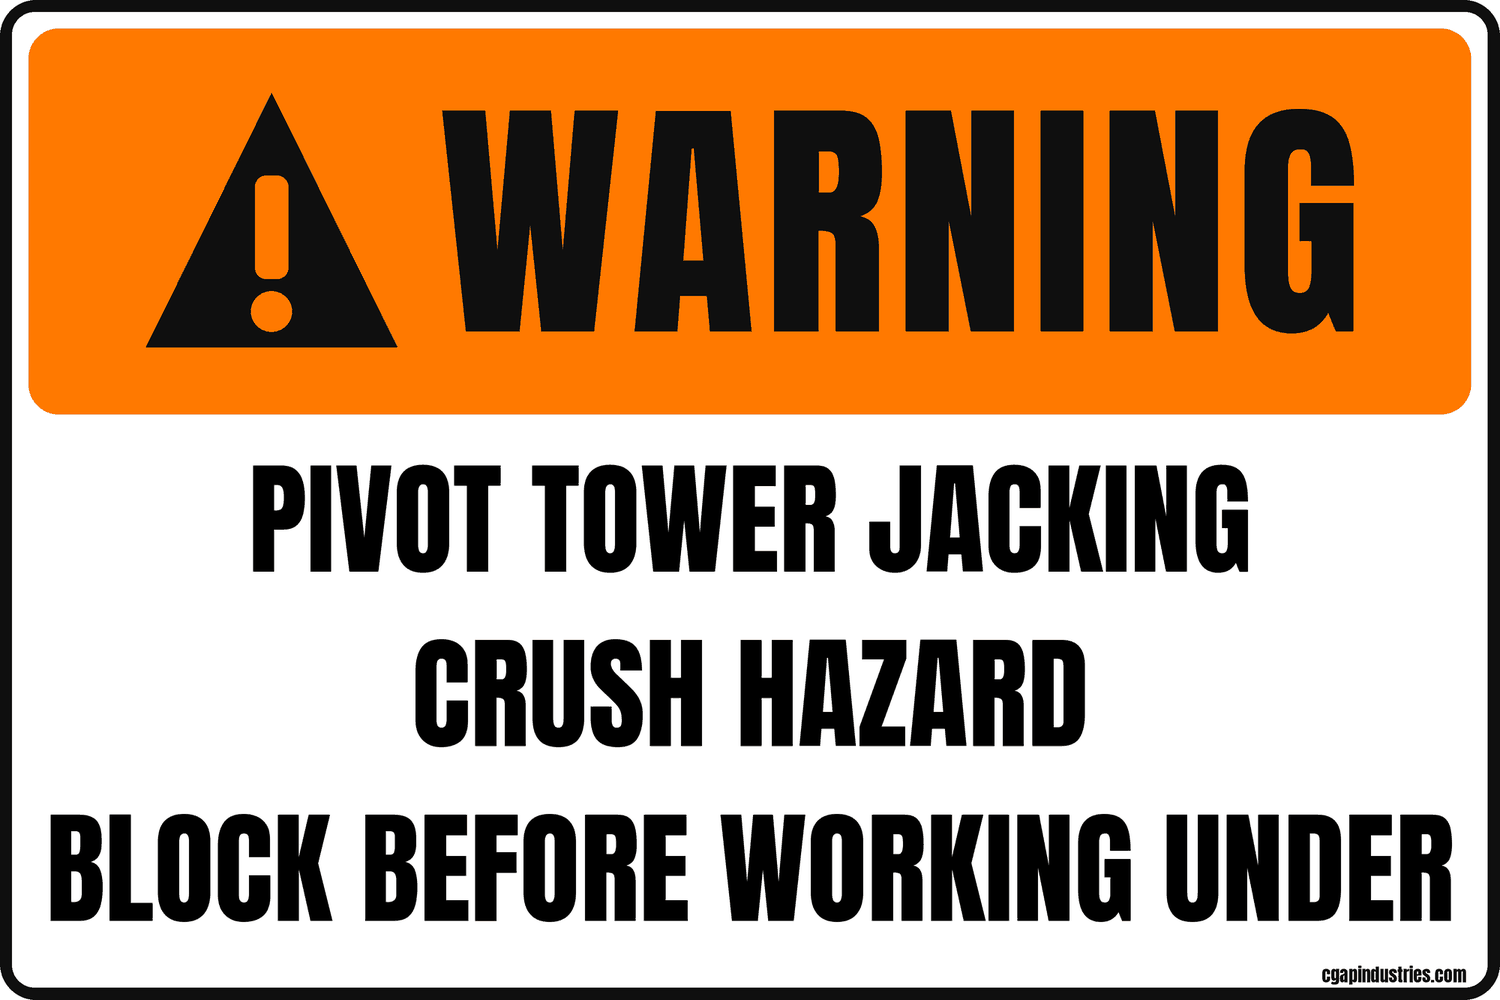 WARNING
PIVOT TOWER JACKING
CRUSH HAZARD
BLOCK BEFORE WORKING UNDER
cgapindustries.com